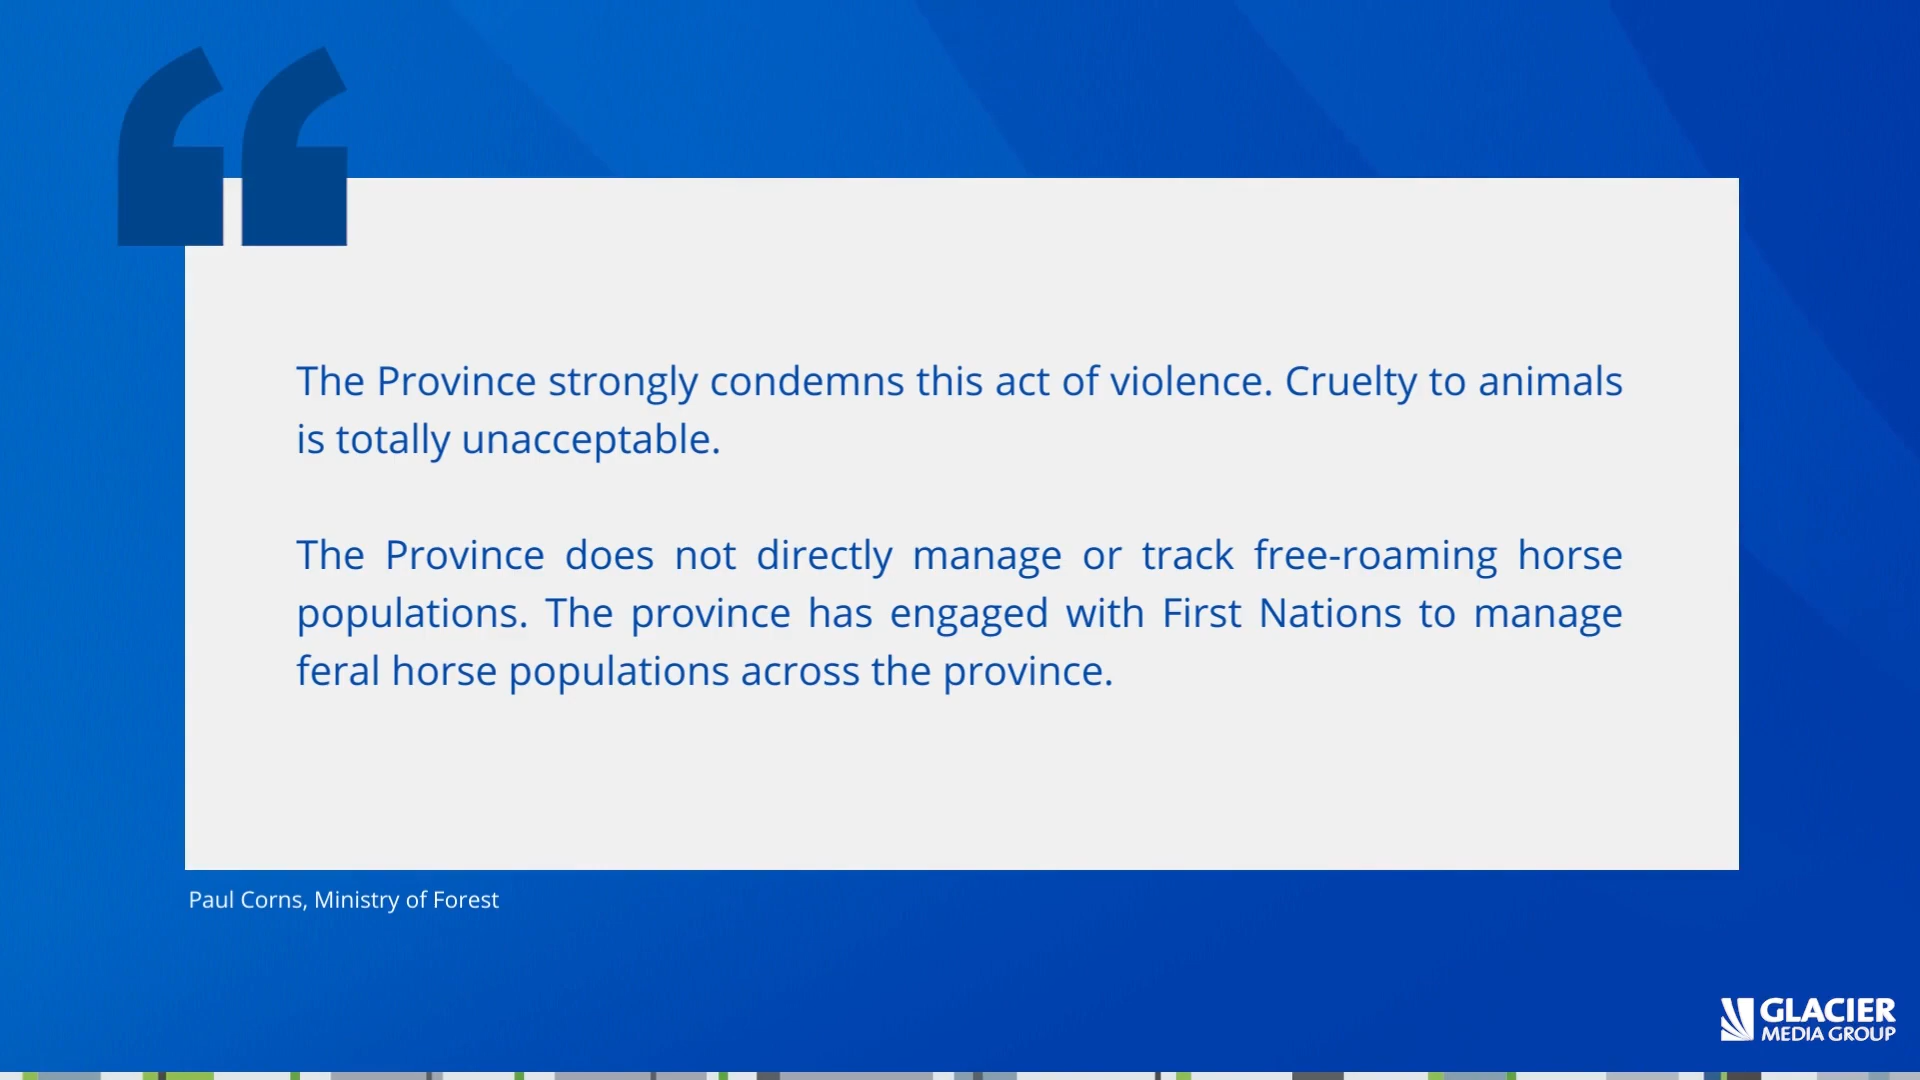 The Province strongly condemns this act of violence. Cruelty to animals
is totally unacceptable.
The Province does not directly manage or track free-roaming horse
populations. The province has engaged with First Nations to manage
feral horse populations across the province.
Paul Corns, Ministry of Forest
GLACIER
MEDIA GROUP